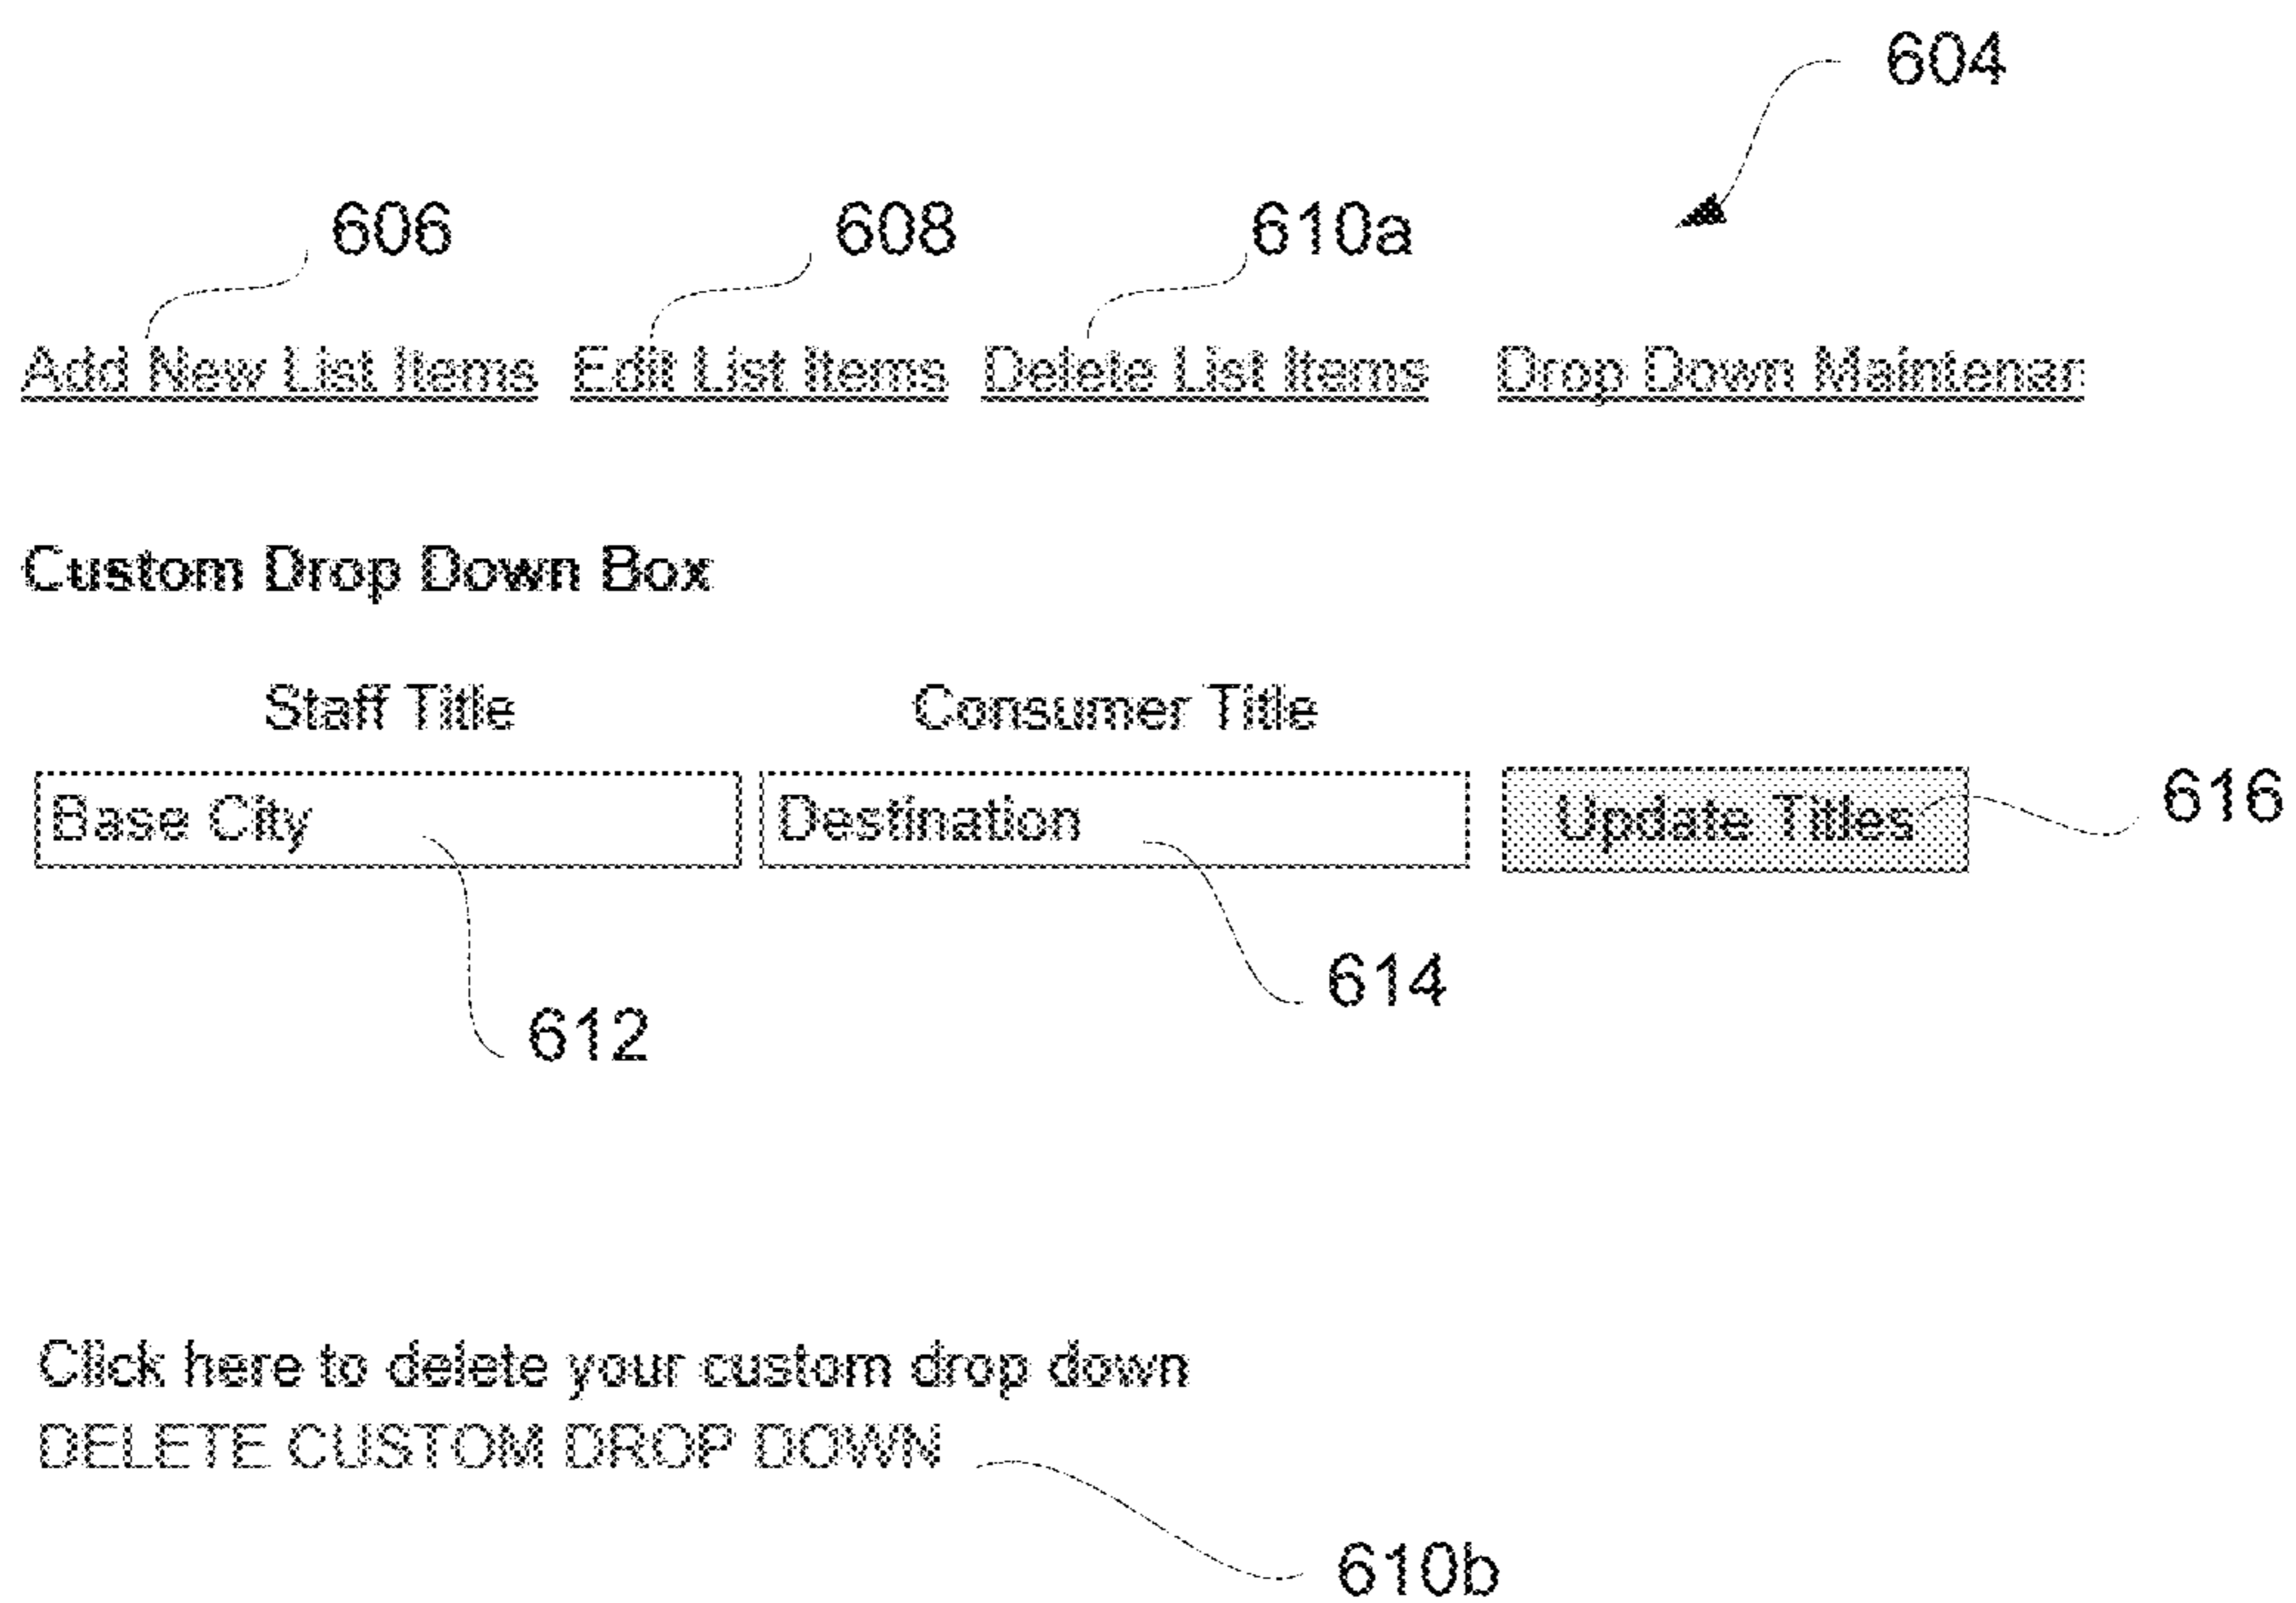 604
606 608 610a
Add New List Items Edit List Items Delete List Items Drop Down Maintenan
Custom Drop Down Box
Staff Title Consumer Title
Base City Destination Update Titles 616
614
612
Click here to delete your custom drop down
DELETE CUSTOM DROP DOWN
610b